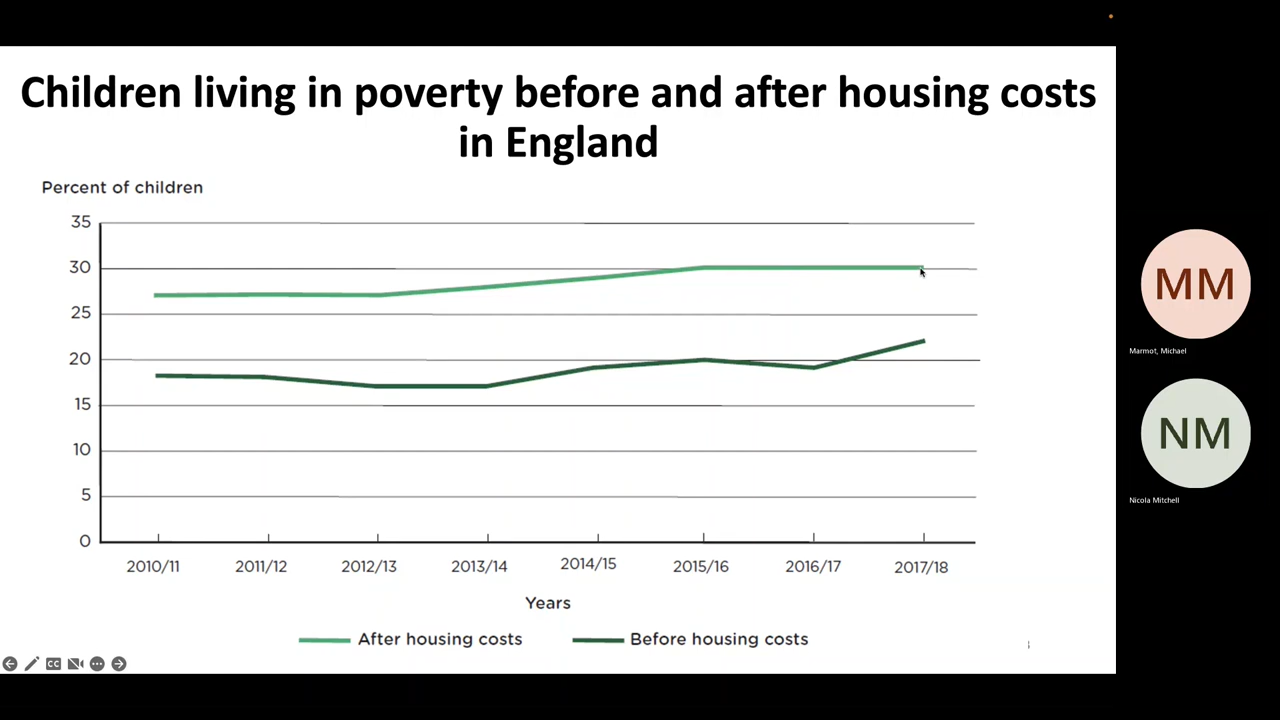 Children living in poverty before and after housing costs
in England
Percent of children
35
30
25
20
15
10
5
0
2010/11 2011/12 2012/13 2013/14 2014/15 2015/16 2016/17 2017/18
Years
After housing costs Before housing costs
CC
MM
Marmot, Michael
NM
Nicola Mitchell